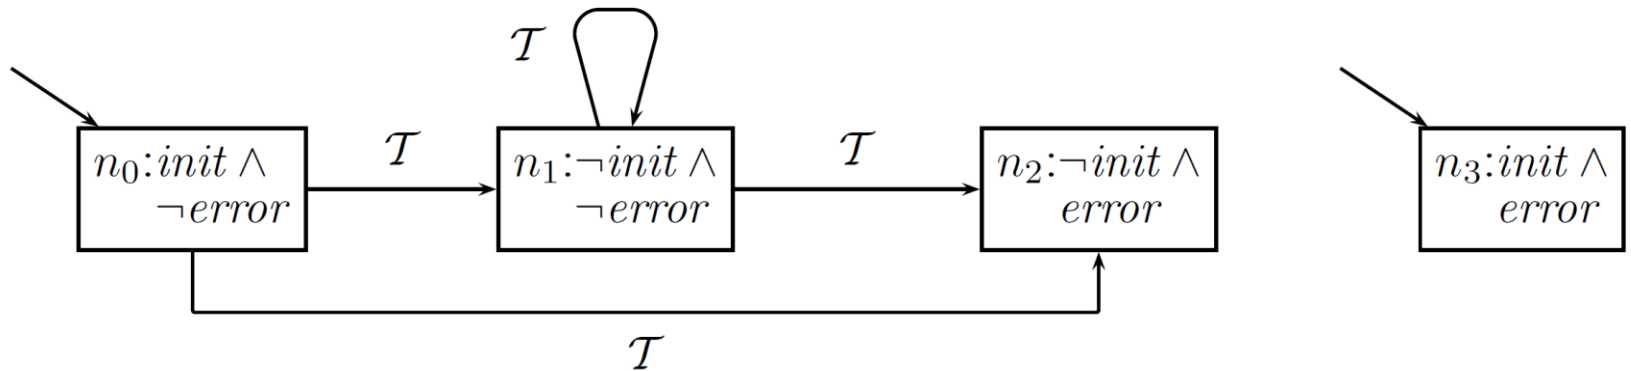 𝒯
𝒯
𝒯
n₀:init ∧
¬error
n₁:¬init ∧
¬error
n₂:¬init ∧
error
n₃:init ∧
error
𝒯